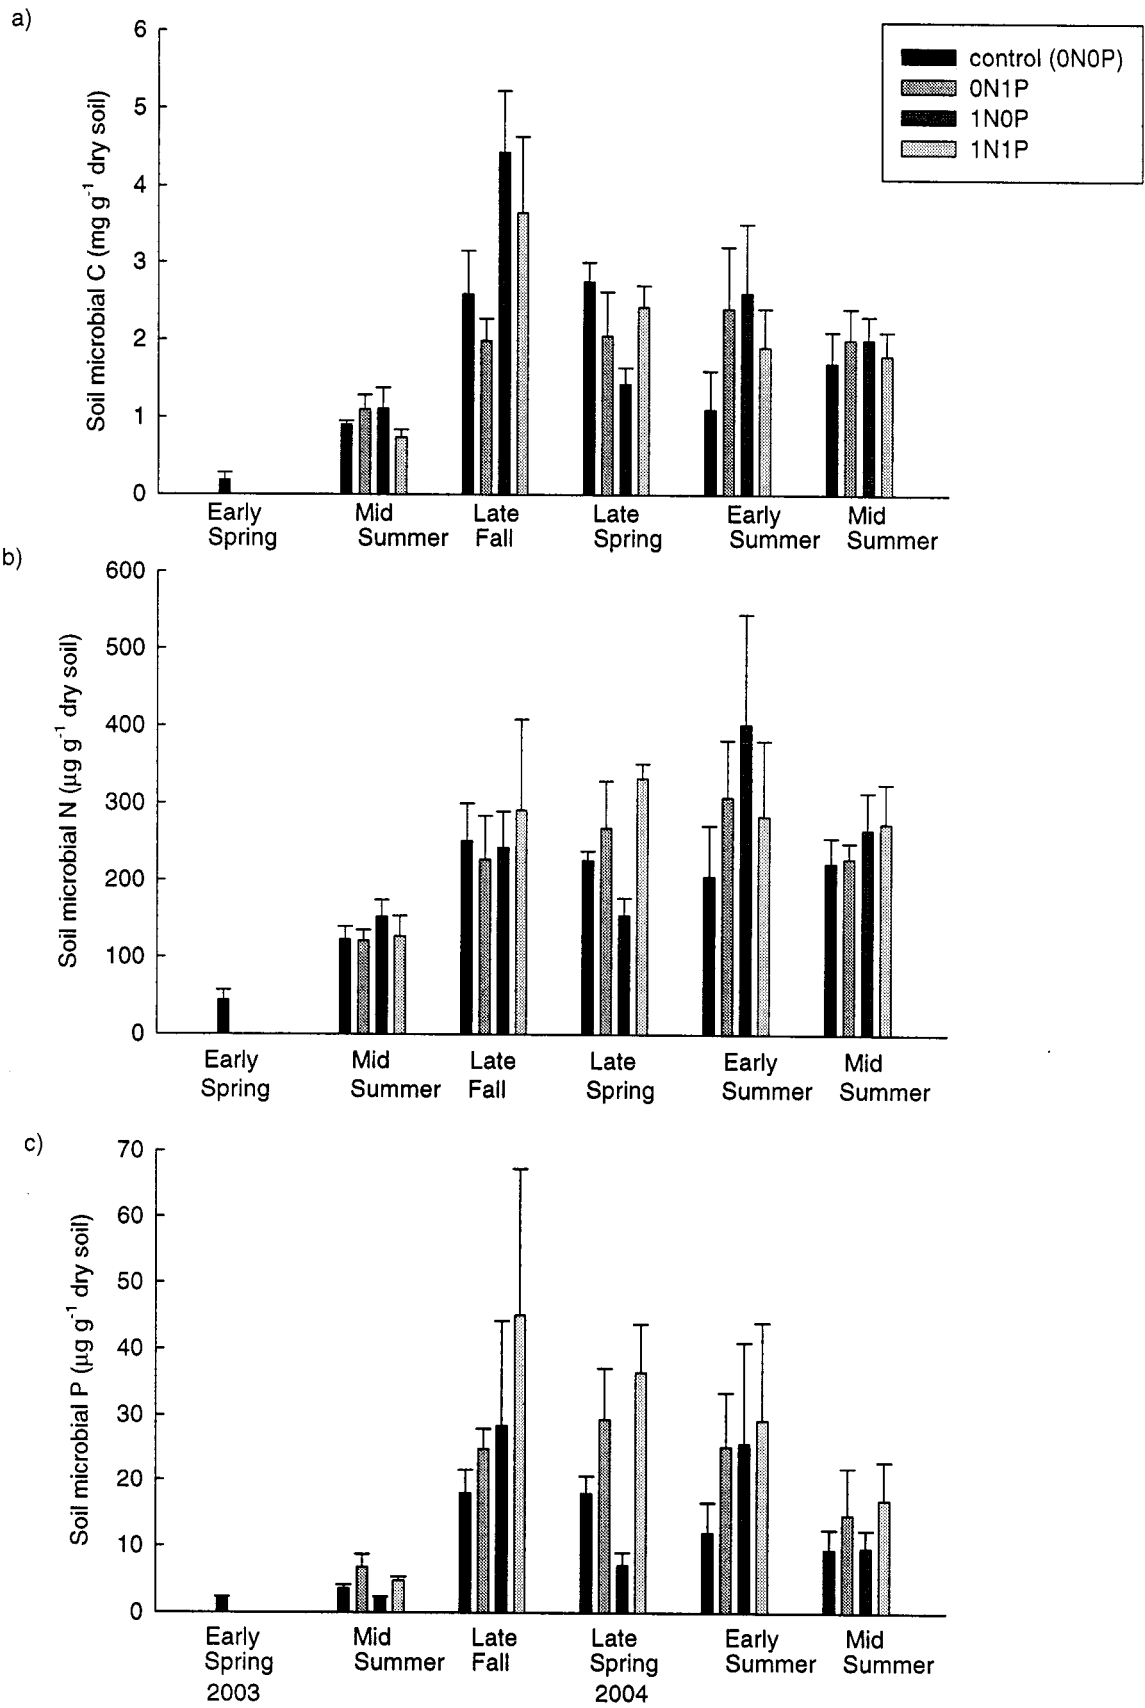 a)
6
5
4
3
2
1
0
Soil microbial C (mg g⁻¹ dry soil)
control (0N0P)
0N1P
1N0P
1N1P
Early Spring
Mid Summer
Late Fall
Late Spring
Early Summer
Mid Summer
b)
600
500
400
300
200
100
0
Soil microbial N (µg g⁻¹ dry soil)
Early Spring
Mid Summer
Late Fall
Late Spring
Early Summer
Mid Summer
c)
70
60
50
40
30
20
10
0
Soil microbial P (µg g⁻¹ dry soil)
Early Spring 2003
Mid Summer
Late Fall
Late Spring 2004
Early Summer
Mid Summer